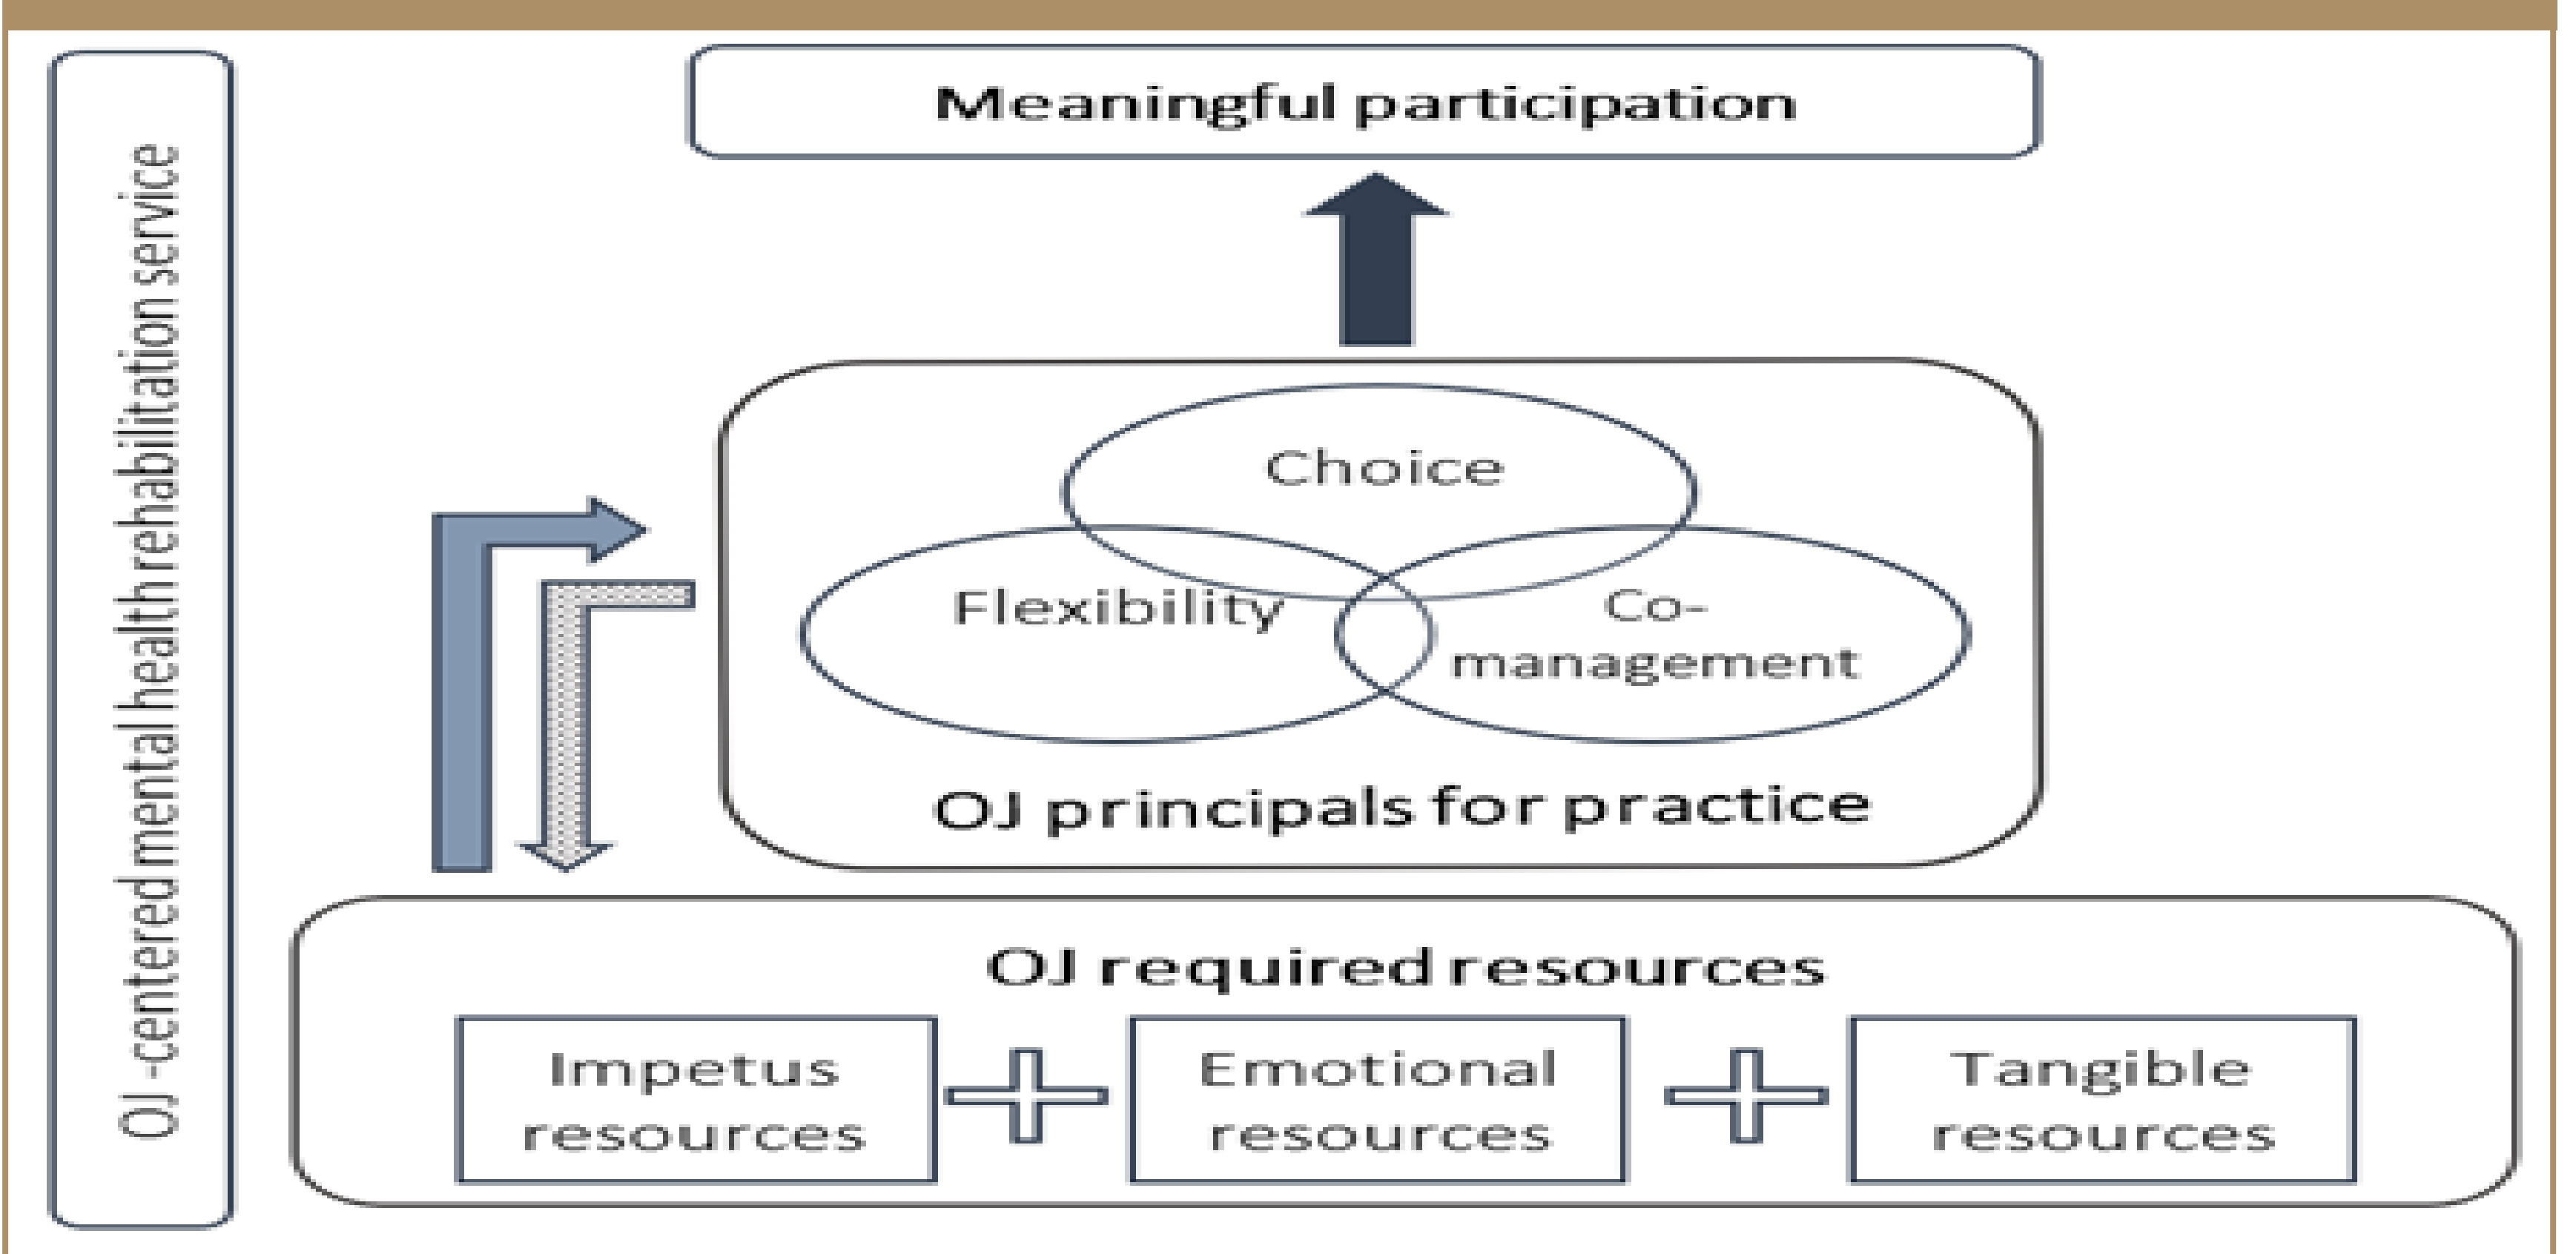 OJ -centered mental health rehabilitation service
Meaningful participation
Choice
Flexibility
Co-
management
OJ principals for practice
OJ required resources
Impetus
resources
Emotional
resources
Tangible
resources